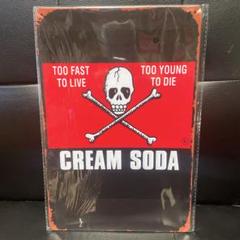 TOO FAST
TO LIVE
TOO YOUNG
TO DIE
CREAM SODA